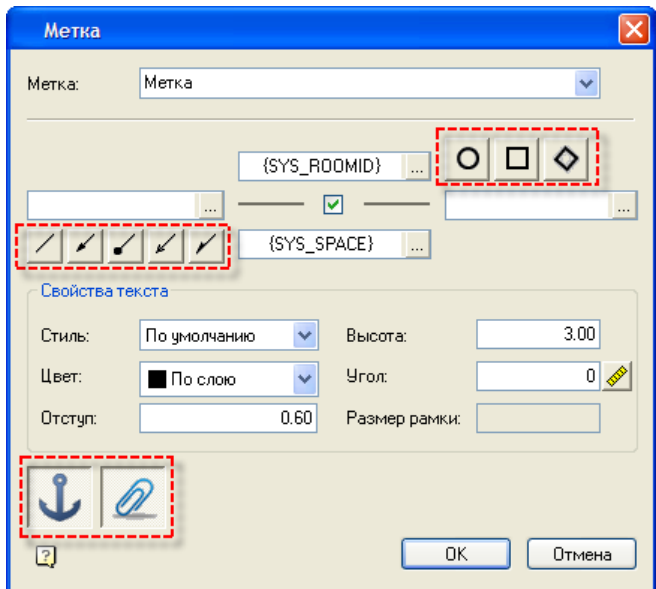 Метка
Метка: Метка
{SYS_ROOMID} ...
... ...
{SYS_SPACE} ...
Свойства текста
Стиль: По умолчанию Высота: 3.00
Цвет: По слою Угол: 0
Отступ: 0.60 Размер рамки:
?
OK Отмена